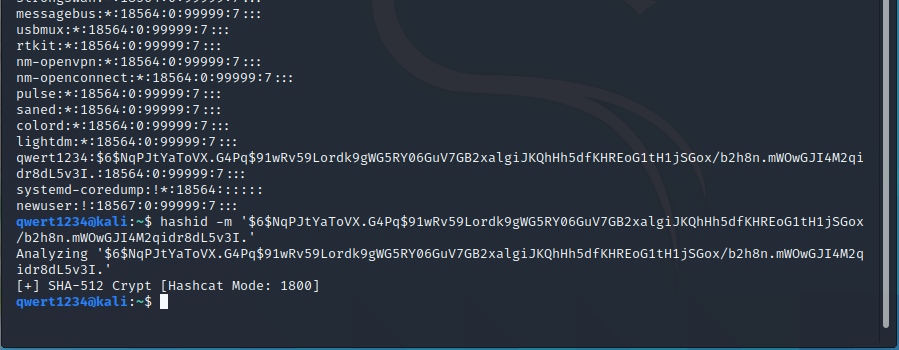 messagebus:*:18564:0:99999:7:::
usbmux:*:18564:0:99999:7:::
rtkit:*:18564:0:99999:7:::
nm-openvpn:*:18564:0:99999:7:::
nm-openconnect:*:18564:0:99999:7:::
pulse:*:18564:0:99999:7:::
saned:*:18564:0:99999:7:::
colord:*:18564:0:99999:7:::
lightdm:*:18564:0:99999:7:::
qwert1234:$6$NqPJtYaToVX.G4Pq$91wRv59Lordk9gWG5RY06GuV7GB2xalgiJKQhHh5dfKHREoG1tH1jSGox/b2h8n.mWOwGJI4M2qi
dr8dL5v3I.:18564:0:99999:7:::
systemd-coredump:!*:18564::::::
newuser:!:18567:0:99999:7:::
qwert1234@kali:~$ hashid -m '$6$NqPJtYaToVX.G4Pq$91wRv59Lordk9gWG5RY06GuV7GB2xalgiJKQhHh5dfKHREoG1tH1jSGox
/b2h8n.mWOwGJI4M2qidr8dL5v3I.'
Analyzing '$6$NqPJtYaToVX.G4Pq$91wRv59Lordk9gWG5RY06GuV7GB2xalgiJKQhHh5dfKHREoG1tH1jSGox/b2h8n.mWOwGJI4M2q
idr8dL5v3I.'
[+] SHA-512 Crypt [Hashcat Mode: 1800]
qwert1234@kali:~$